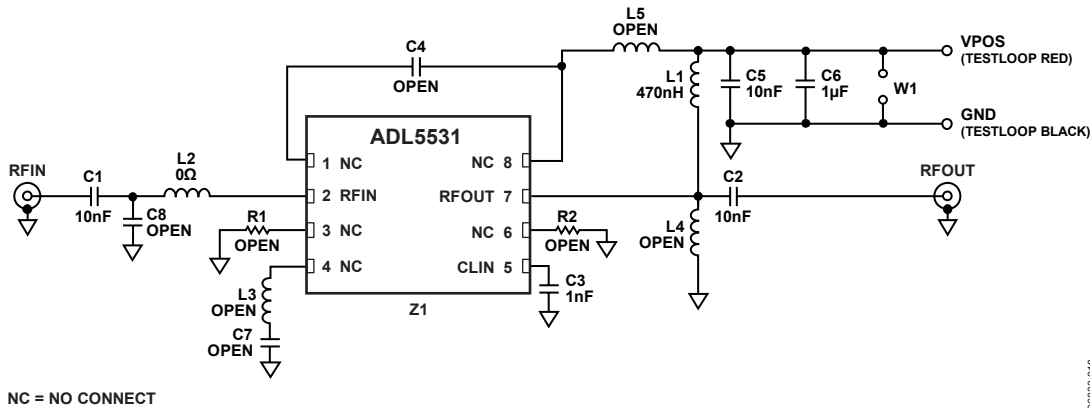 L5
OPEN
C4
OPEN
VPOS
(TESTLOOP RED)
L1
470nH
C5
10nF
C6
1µF
W1
GND
(TESTLOOP BLACK)
ADL5531
1 NC
NC 8
RFIN
C1
10nF
L2
0Ω
2 RFIN
RFOUT 7
C2
10nF
RFOUT
C8
OPEN
R1
OPEN
3 NC
NC 6
R2
OPEN
L4
OPEN
4 NC
CLIN 5
C3
1nF
L3
OPEN
C7
OPEN
Z1
NC = NO CONNECT